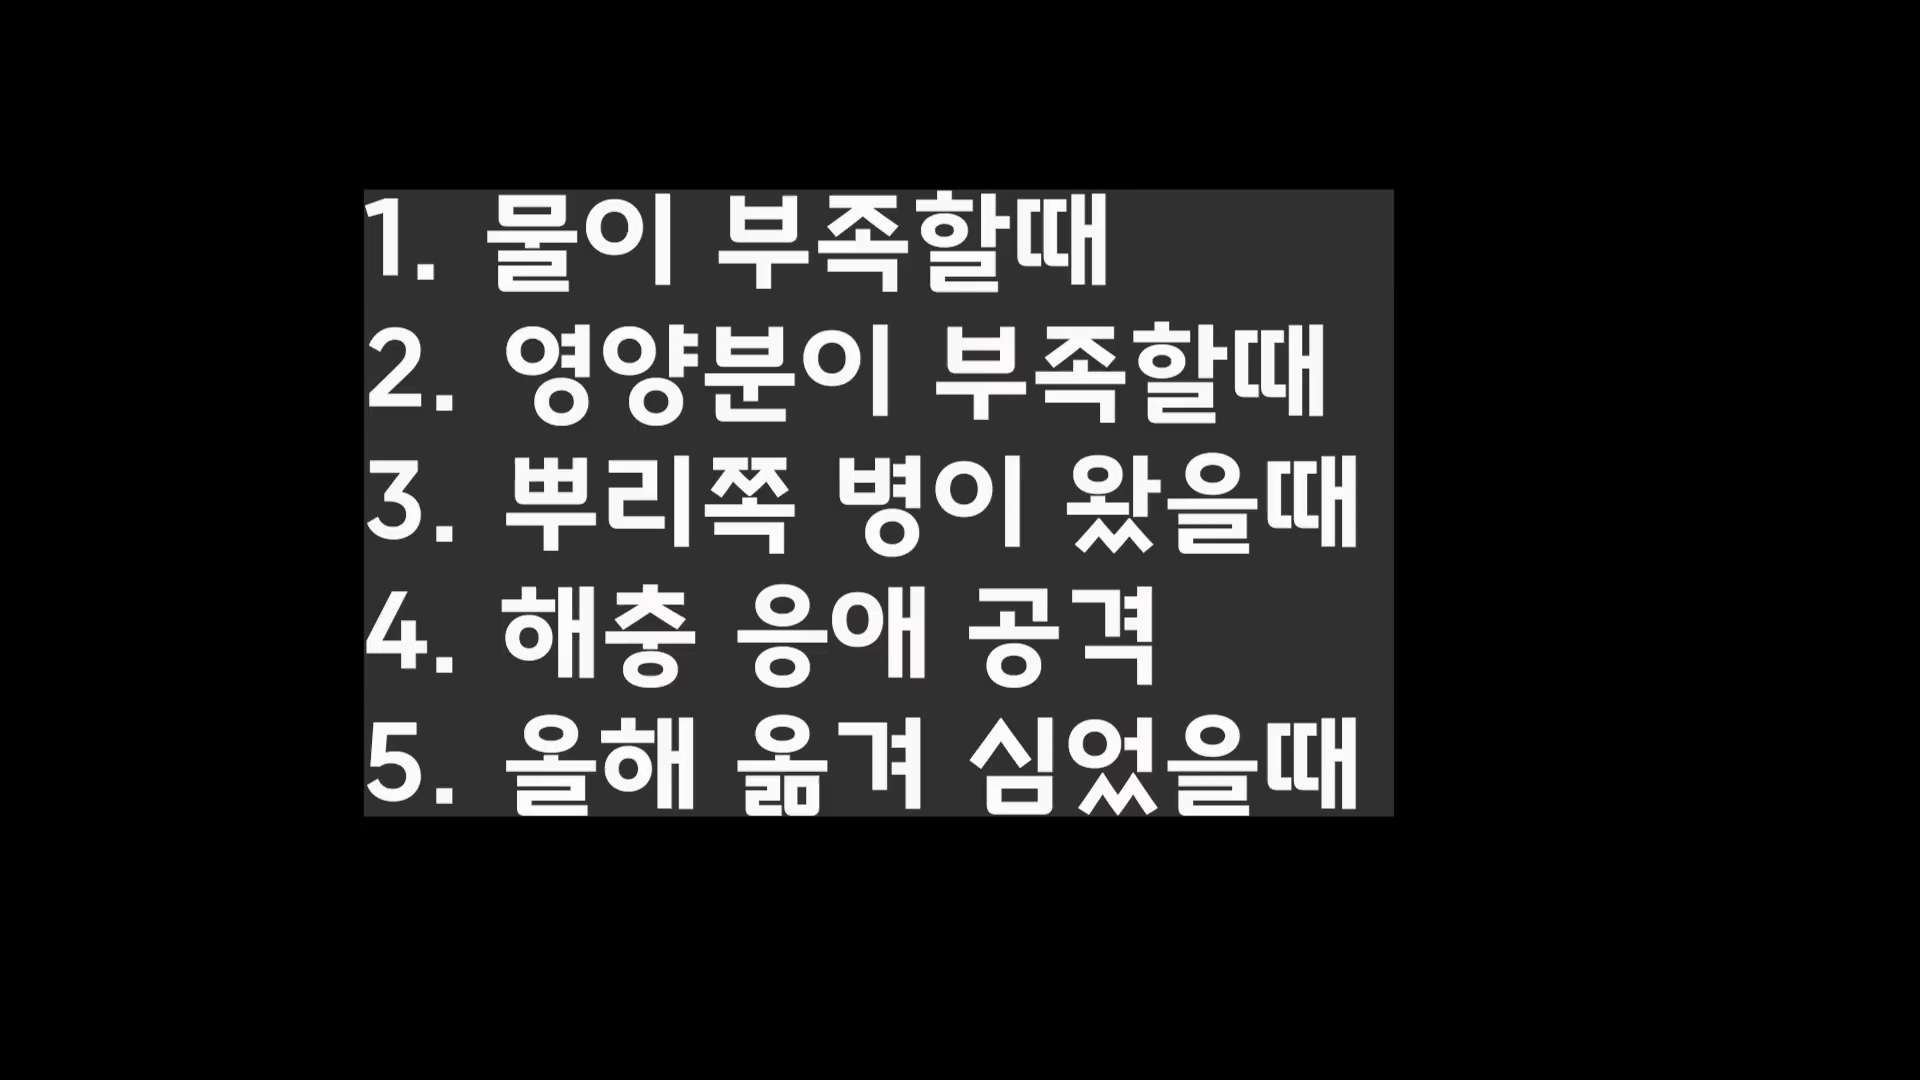 1. 물이 부족할때
2. 영양분이 부족할때
3. 뿌리쪽 병이 왔을때
4. 해충 응애 공격
5. 올해 옮겨 심었을때